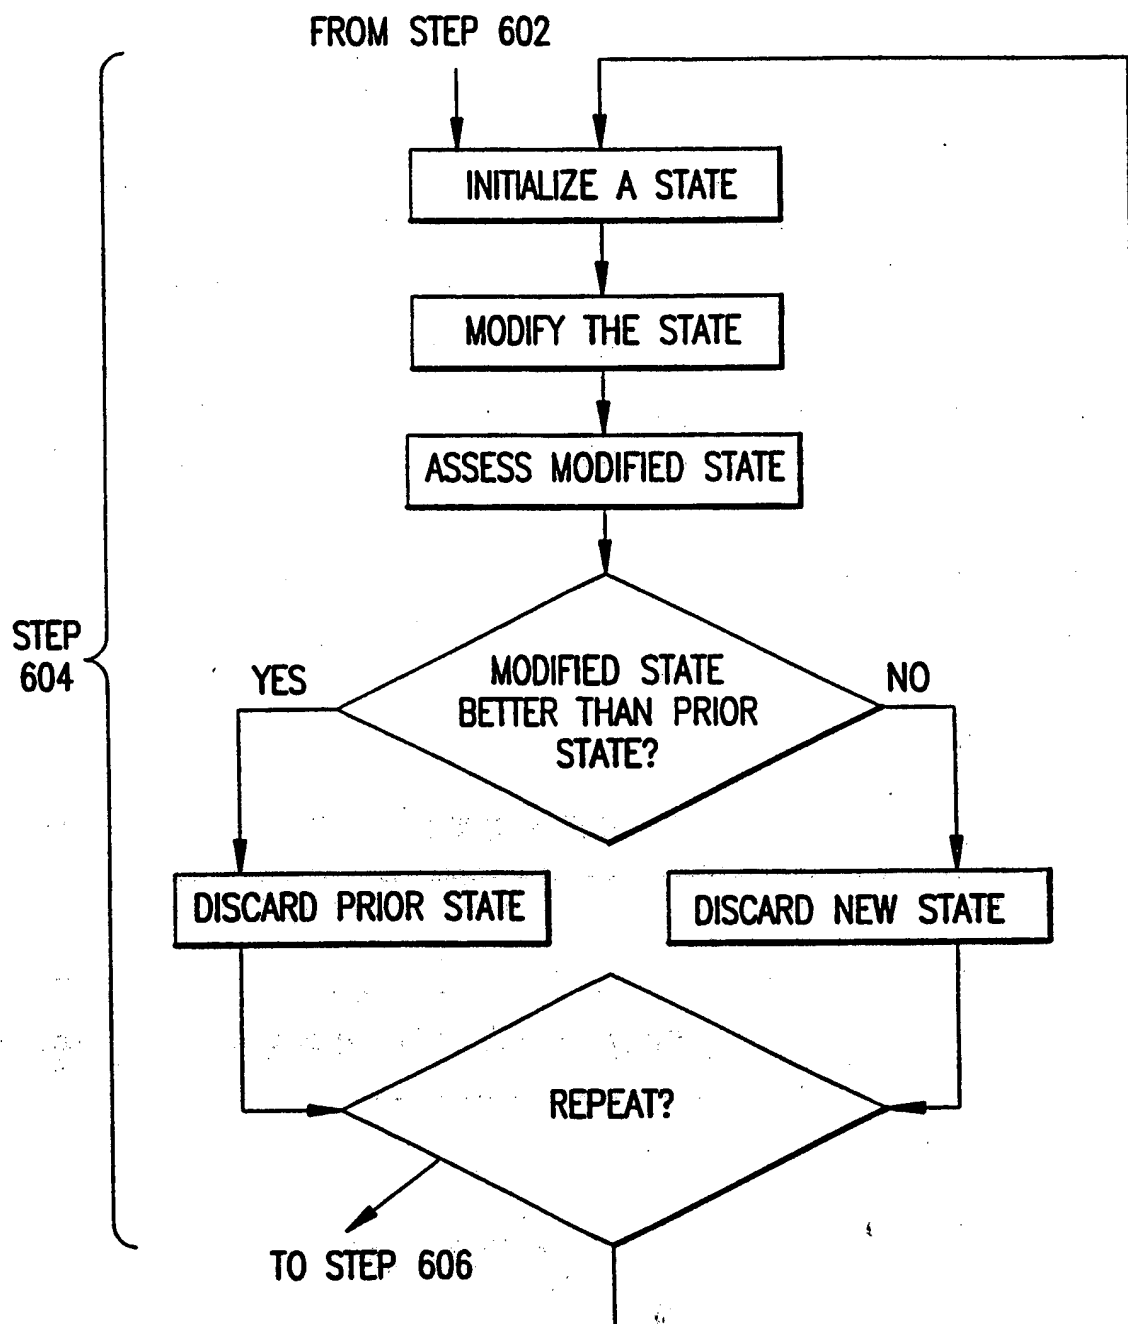 FROM STEP 602
INITIALIZE A STATE
MODIFY THE STATE
ASSESS MODIFIED STATE
STEP
604
YES
MODIFIED STATE
BETTER THAN PRIOR
STATE?
NO
DISCARD PRIOR STATE
DISCARD NEW STATE
REPEAT?
TO STEP 606